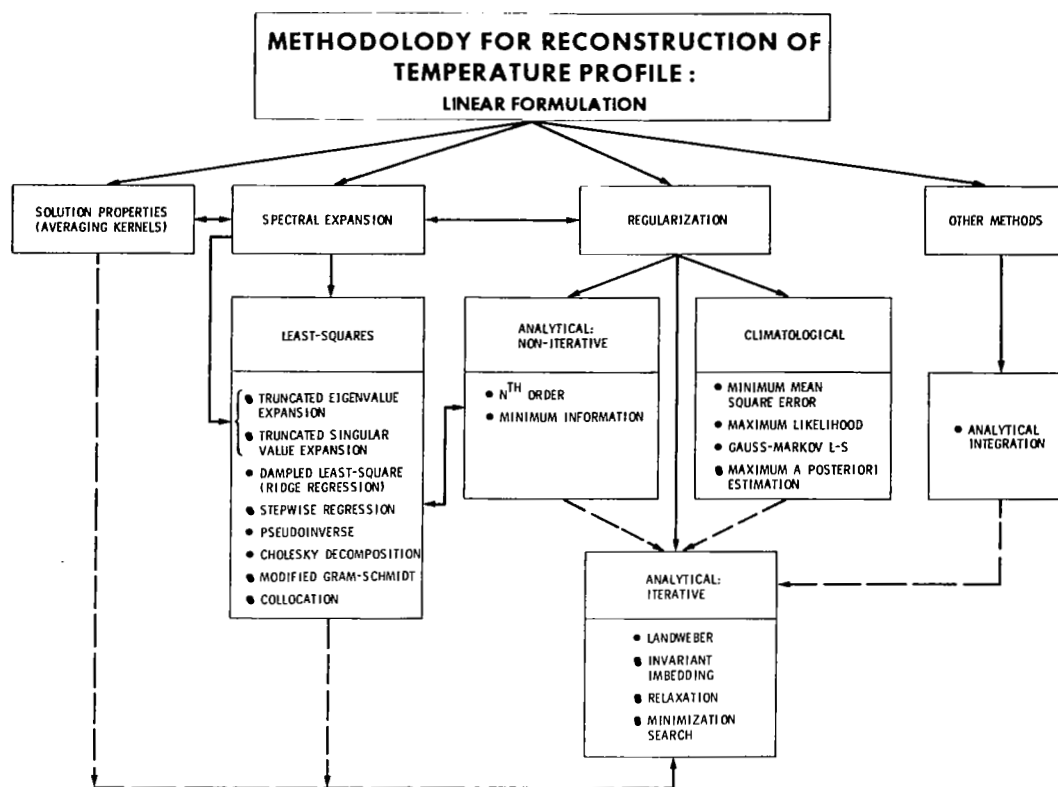 METHODOLODY FOR RECONSTRUCTION OF
TEMPERATURE PROFILE :
LINEAR FORMULATION
SOLUTION PROPERTIES
(AVERAGING KERNELS)
SPECTRAL EXPANSION
REGULARIZATION
OTHER METHODS
LEAST-SQUARES
• TRUNCATED EIGENVALUE
EXPANSION
• TRUNCATED SINGULAR
VALUE EXPANSION
• DAMPLED LEAST-SQUARE
(RIDGE REGRESSION)
• STEPWISE REGRESSION
• PSEUDOINVERSE
• CHOLESKY DECOMPOSITION
• MODIFIED GRAM-SCHMIDT
• COLLOCATION
ANALYTICAL:
NON-ITERATIVE
• NTH ORDER
• MINIMUM INFORMATION
CLIMATOLOGICAL
• MINIMUM MEAN
SQUARE ERROR
• MAXIMUM LIKELIHOOD
• GAUSS-MARKOV L-S
• MAXIMUM A POSTERIORI
ESTIMATION
• ANALYTICAL
INTEGRATION
ANALYTICAL:
ITERATIVE
• LANDWEBER
• INVARIANT
IMBEDDING
• RELAXATION
• MINIMIZATION
SEARCH